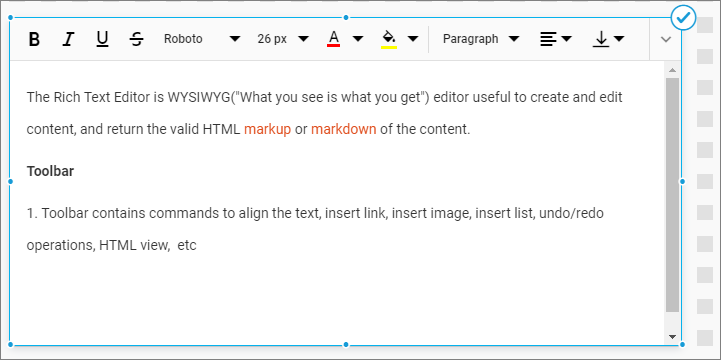 B I U S Roboto 26 px A Paragraph
The Rich Text Editor is WYSIWYG("What you see is what you get") editor useful to create and edit
content, and return the valid HTML markup or markdown of the content.
Toolbar
1. Toolbar contains commands to align the text, insert link, insert image, insert list, undo/redo
operations, HTML view,  etc